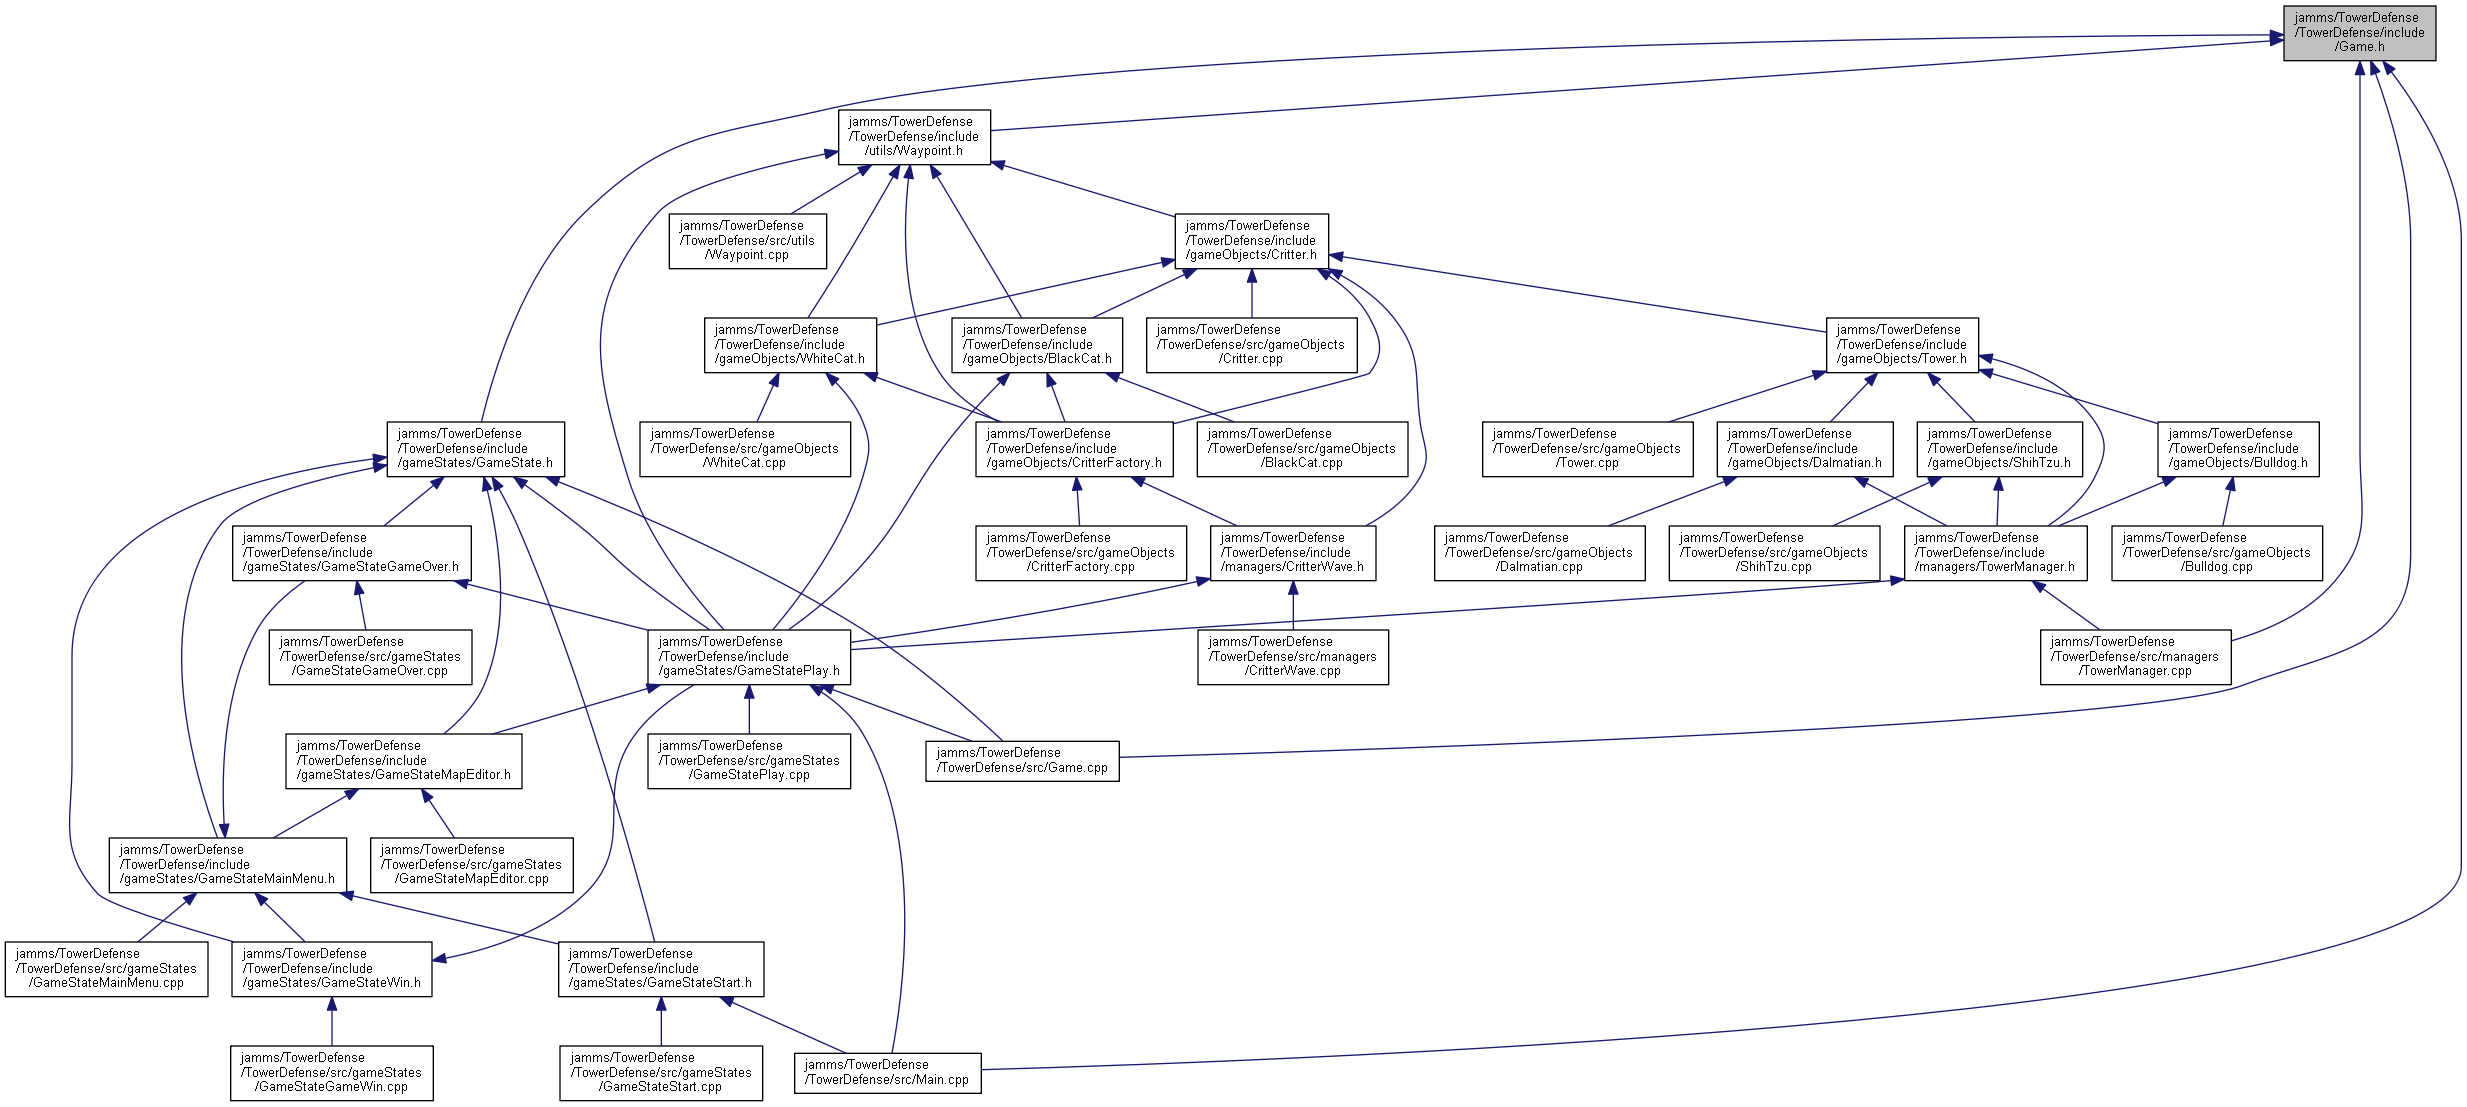 jamms/TowerDefense
/TowerDefense/include
/Game.h
jamms/TowerDefense
/TowerDefense/include
/utils/Waypoint.h
jamms/TowerDefense
/TowerDefense/src/utils
/Waypoint.cpp
jamms/TowerDefense
/TowerDefense/include
/gameObjects/Critter.h
jamms/TowerDefense
/TowerDefense/include
/gameObjects/WhiteCat.h
jamms/TowerDefense
/TowerDefense/include
/gameObjects/BlackCat.h
jamms/TowerDefense
/TowerDefense/src/gameObjects
/Critter.cpp
jamms/TowerDefense
/TowerDefense/include
/gameObjects/Tower.h
jamms/TowerDefense
/TowerDefense/include
/gameStates/GameState.h
jamms/TowerDefense
/TowerDefense/src/gameObjects
/WhiteCat.cpp
jamms/TowerDefense
/TowerDefense/include
/gameObjects/CritterFactory.h
jamms/TowerDefense
/TowerDefense/src/gameObjects
/BlackCat.cpp
jamms/TowerDefense
/TowerDefense/src/gameObjects
/Tower.cpp
jamms/TowerDefense
/TowerDefense/include
/gameObjects/Dalmatian.h
jamms/TowerDefense
/TowerDefense/include
/gameObjects/ShihTzu.h
jamms/TowerDefense
/TowerDefense/include
/gameObjects/Bulldog.h
jamms/TowerDefense
/TowerDefense/include
/gameStates/GameStateGameOver.h
jamms/TowerDefense
/TowerDefense/src/gameObjects
/CritterFactory.cpp
jamms/TowerDefense
/TowerDefense/include
/managers/CritterWave.h
jamms/TowerDefense
/TowerDefense/src/gameObjects
/Dalmatian.cpp
jamms/TowerDefense
/TowerDefense/src/gameObjects
/ShihTzu.cpp
jamms/TowerDefense
/TowerDefense/include
/managers/TowerManager.h
jamms/TowerDefense
/TowerDefense/src/gameObjects
/Bulldog.cpp
jamms/TowerDefense
/TowerDefense/src/gameStates
/GameStateGameOver.cpp
jamms/TowerDefense
/TowerDefense/include
/gameStates/GameStatePlay.h
jamms/TowerDefense
/TowerDefense/src/managers
/CritterWave.cpp
jamms/TowerDefense
/TowerDefense/src/managers
/TowerManager.cpp
jamms/TowerDefense
/TowerDefense/include
/gameStates/GameStateMapEditor.h
jamms/TowerDefense
/TowerDefense/src/gameStates
/GameStatePlay.cpp
jamms/TowerDefense
/TowerDefense/src/Game.cpp
jamms/TowerDefense
/TowerDefense/include
/gameStates/GameStateMainMenu.h
jamms/TowerDefense
/TowerDefense/src/gameStates
/GameStateMapEditor.cpp
jamms/TowerDefense
/TowerDefense/src/gameStates
/GameStateMainMenu.cpp
jamms/TowerDefense
/TowerDefense/include
/gameStates/GameStateWin.h
jamms/TowerDefense
/TowerDefense/include
/gameStates/GameStateStart.h
jamms/TowerDefense
/TowerDefense/src/gameStates
/GameStateGameWin.cpp
jamms/TowerDefense
/TowerDefense/src/gameStates
/GameStateStart.cpp
jamms/TowerDefense
/TowerDefense/src/Main.cpp